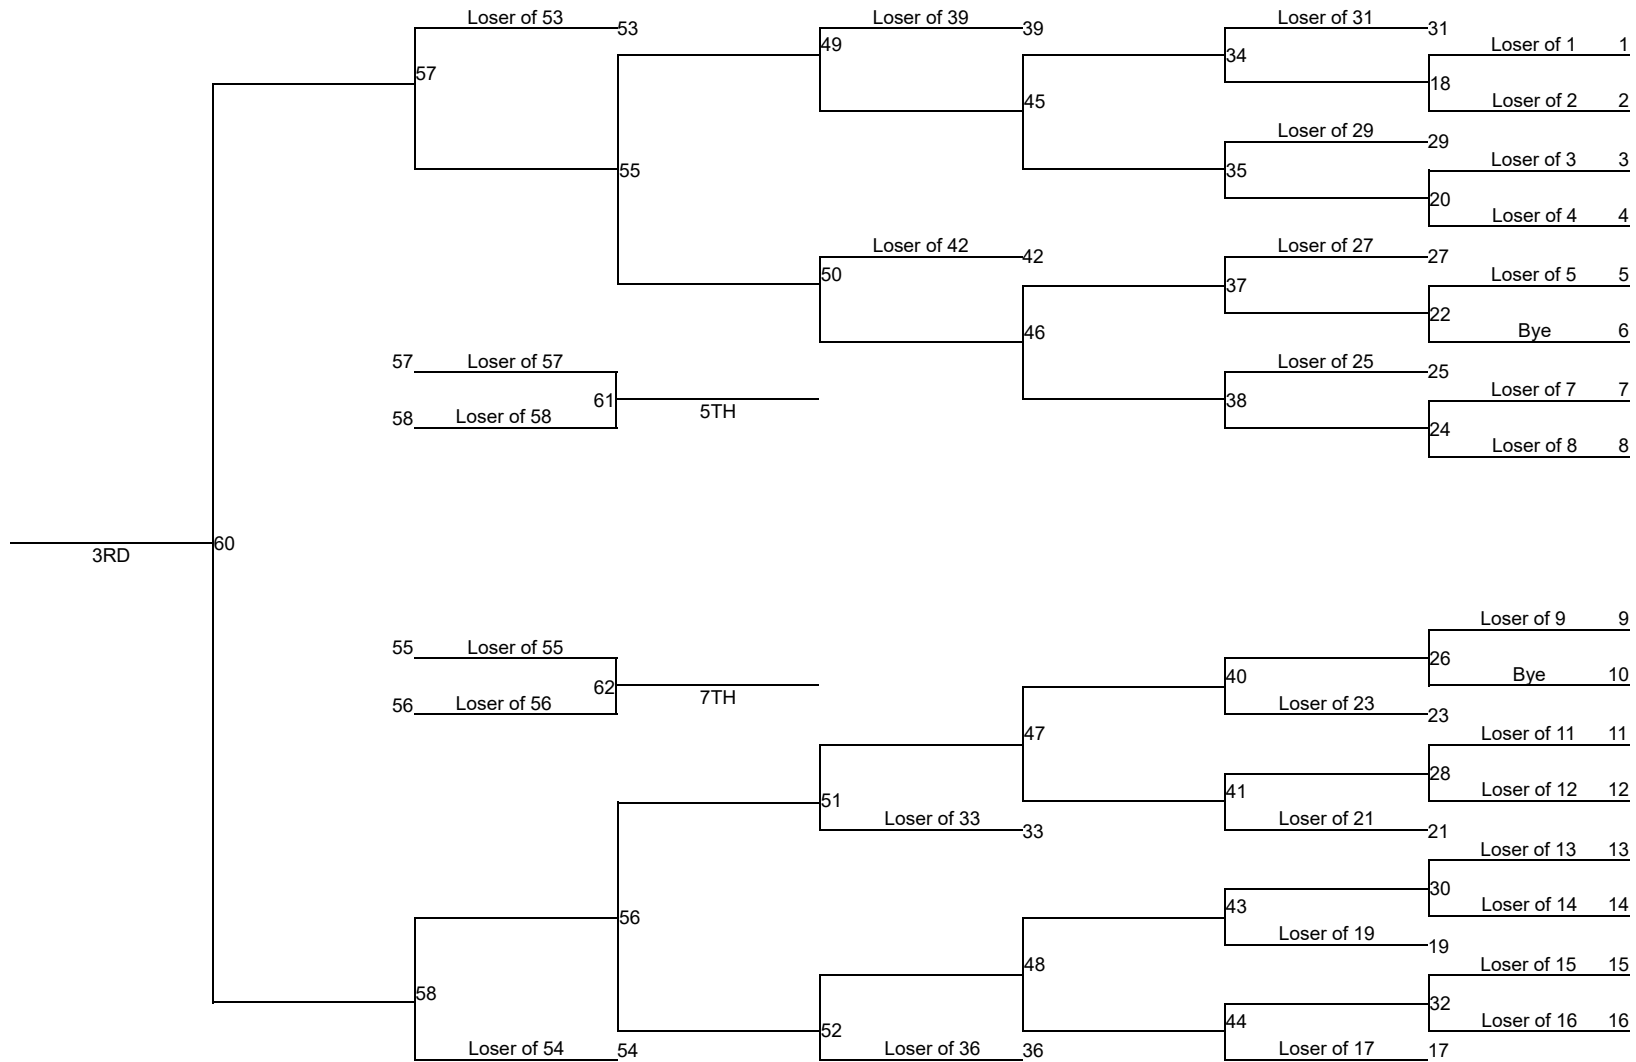 Loser of 53 53 Loser of 39 39 Loser of 31 31
49 Loser of 1 1
34
57 18
45 Loser of 2 2
Loser of 29 29
Loser of 3 3
55 35
20
Loser of 4 4
Loser of 42 42 Loser of 27 27
50 Loser of 5 5
37
22
46 Bye 6
57 Loser of 57 Loser of 25 25
Loser of 7 7
61 5TH 38
58 Loser of 58 24
Loser of 8 8
3RD 60
Loser of 9 9
55 Loser of 55 26
40 Bye 10
62 7TH
56 Loser of 56 Loser of 23 23
47 Loser of 11 11
28
51 41 Loser of 12 12
Loser of 33 33 Loser of 21 21
Loser of 13 13
30
43 Loser of 14 14
56
Loser of 19 19
48 Loser of 15 15
58 32
52 44 Loser of 16 16
Loser of 54 54 Loser of 36 36 Loser of 17 17